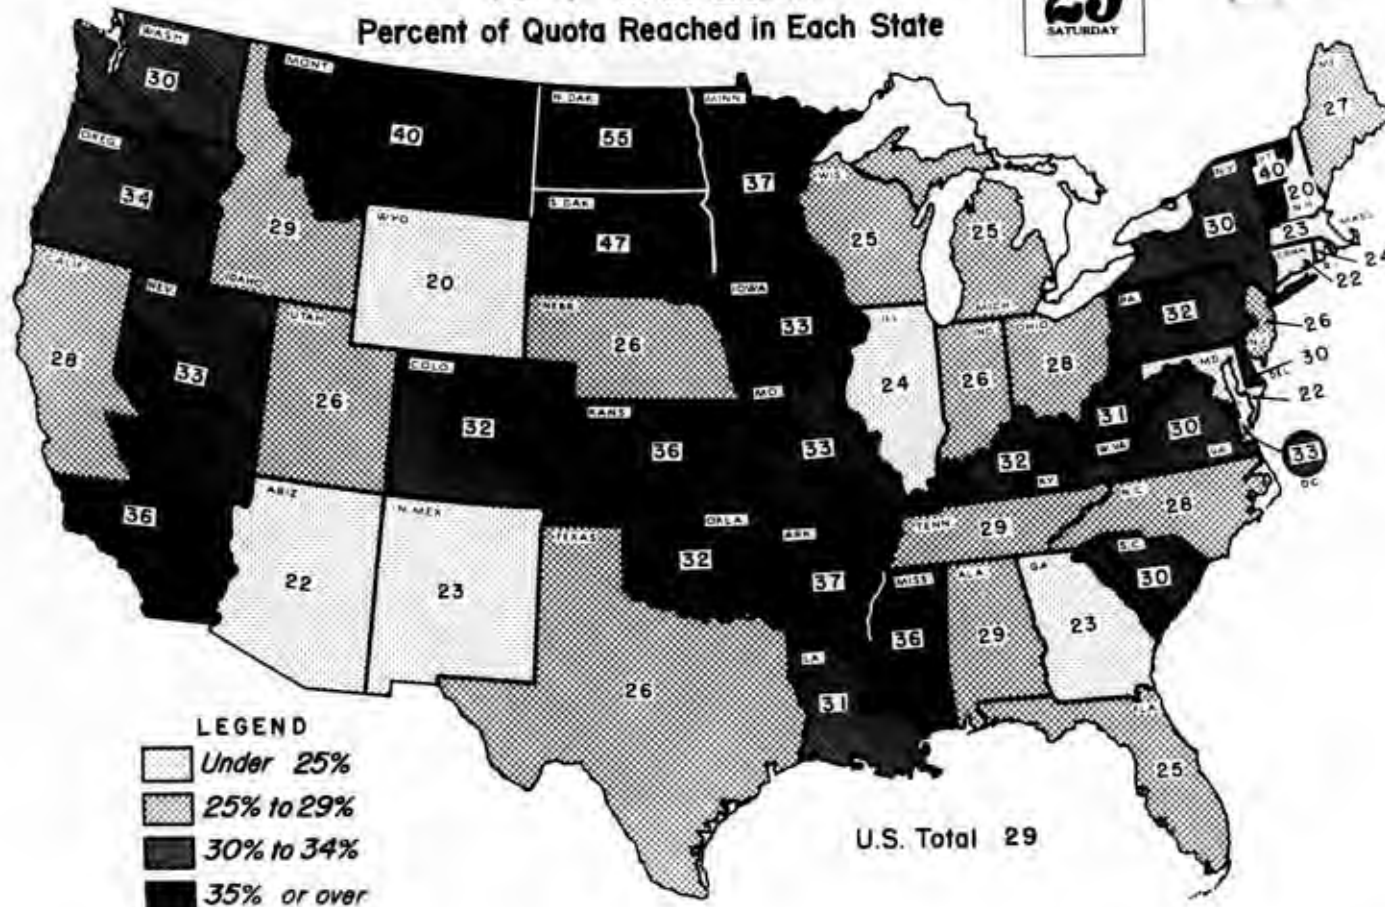 Percent of Quota Reached in Each State
25
SATURDAY
WASH.
30
MONT.
40
N. DAK.
55
MINN.
37
OREG.
34
IDAHO
29
WYO.
20
S. DAK.
47
WIS.
25
MICH.
25
N.Y.
30
VT.
40
20
N.H.
27
MASS.
23
24
22
CALIF.
28
NEV.
33
UTAH
26
COLO.
32
NEBR.
26
IOWA
33
ILL.
24
IND.
26
OHIO
28
PA.
32
N.J.
26
DEL.
30
MD.
22
36
KANS.
36
MO.
33
KY.
32
W.VA.
31
VA.
30
33
D.C.
ARIZ.
22
N. MEX.
23
TEXAS
26
OKLA.
32
ARK.
37
TENN.
29
N.C.
28
S.C.
30
LA.
31
MISS.
36
ALA.
29
GA.
23
FLA.
25
LEGEND
Under 25%
25% to 29%
30% to 34%
35% or over
U.S. Total 29